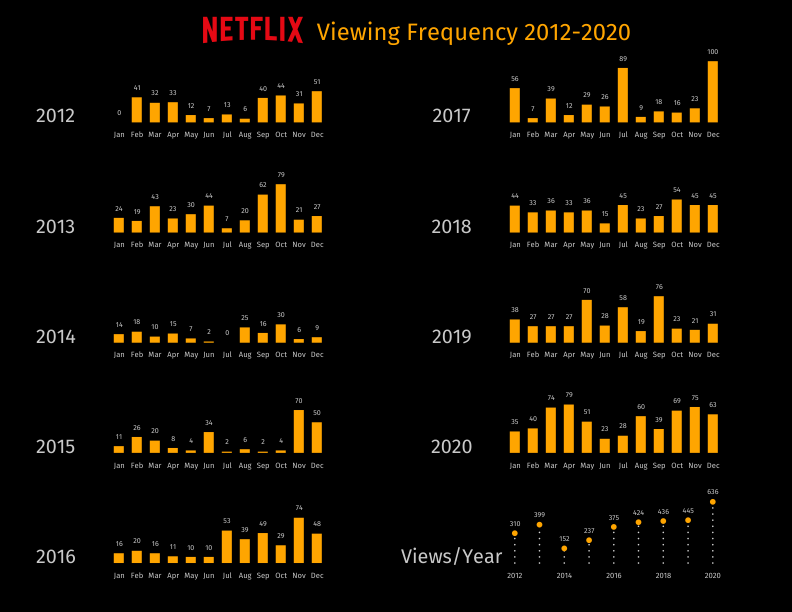 NETFLIX Viewing Frequency 2012-2020
2012
0 41 32 33 12 7 13 6 40 44 31 51
Jan Feb Mar Apr May Jun Jul Aug Sep Oct Nov Dec
2017
56 7 39 12 29 26 89 9 18 16 23 100
Jan Feb Mar Apr May Jun Jul Aug Sep Oct Nov Dec
2013
24 19 43 23 30 44 7 20 62 79 21 27
Jan Feb Mar Apr May Jun Jul Aug Sep Oct Nov Dec
2018
44 33 36 33 36 15 45 23 27 54 45 45
Jan Feb Mar Apr May Jun Jul Aug Sep Oct Nov Dec
2014
14 18 10 15 7 2 0 25 16 30 6 9
Jan Feb Mar Apr May Jun Jul Aug Sep Oct Nov Dec
2019
38 27 27 27 70 28 58 19 76 23 21 31
Jan Feb Mar Apr May Jun Jul Aug Sep Oct Nov Dec
2015
11 26 20 8 4 34 2 6 2 4 70 50
Jan Feb Mar Apr May Jun Jul Aug Sep Oct Nov Dec
2020
35 40 74 79 51 23 28 60 39 69 75 63
Jan Feb Mar Apr May Jun Jul Aug Sep Oct Nov Dec
2016
16 20 16 11 10 10 53 39 49 29 74 48
Jan Feb Mar Apr May Jun Jul Aug Sep Oct Nov Dec
Views/Year
310 399 152 237 375 424 436 445 636
2012 2014 2016 2018 2020